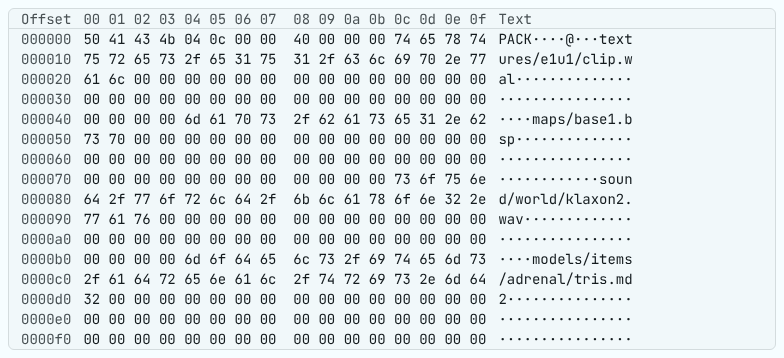 Offset 00 01 02 03 04 05 06 07 08 09 0a 0b 0c 0d 0e 0f Text
000000 50 41 43 4b 04 0c 00 00 40 00 00 00 74 65 78 74 PACK····@···text
000010 75 72 65 73 2f 65 31 75 31 2f 63 6c 69 70 2e 77 ures/e1u1/clip.w
000020 61 6c 00 00 00 00 00 00 00 00 00 00 00 00 00 00 al··············
000030 00 00 00 00 00 00 00 00 00 00 00 00 00 00 00 00 ················
000040 00 00 00 00 6d 61 70 73 2f 62 61 73 65 31 2e 62 ····maps/base1.b
000050 73 70 00 00 00 00 00 00 00 00 00 00 00 00 00 00 sp··············
000060 00 00 00 00 00 00 00 00 00 00 00 00 00 00 00 00 ················
000070 00 00 00 00 00 00 00 00 00 00 00 00 73 6f 75 6e ············soun
000080 64 2f 77 6f 72 6c 64 2f 6b 6c 61 78 6f 6e 32 2e d/world/klaxon2.
000090 77 61 76 00 00 00 00 00 00 00 00 00 00 00 00 00 wav·············
0000a0 00 00 00 00 00 00 00 00 00 00 00 00 00 00 00 00 ················
0000b0 00 00 00 00 6d 6f 64 65 6c 73 2f 69 74 65 6d 73 ····models/items
0000c0 2f 61 64 72 65 6e 61 6c 2f 74 72 69 73 2e 6d 64 /adrenal/tris.md
0000d0 32 00 00 00 00 00 00 00 00 00 00 00 00 00 00 00 2···············
0000e0 00 00 00 00 00 00 00 00 00 00 00 00 00 00 00 00 ················
0000f0 00 00 00 00 00 00 00 00 00 00 00 00 00 00 00 00 ················